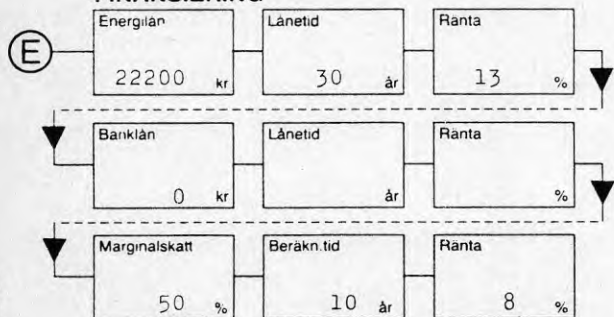 FINANSIERING
E
Energilån Lånetid Ränta
22200 kr 30 år 13 %
Banklån Lånetid Ränta
0 kr år %
Marginalskatt Beräkn.tid Ränta
50 % 10 år 8 %